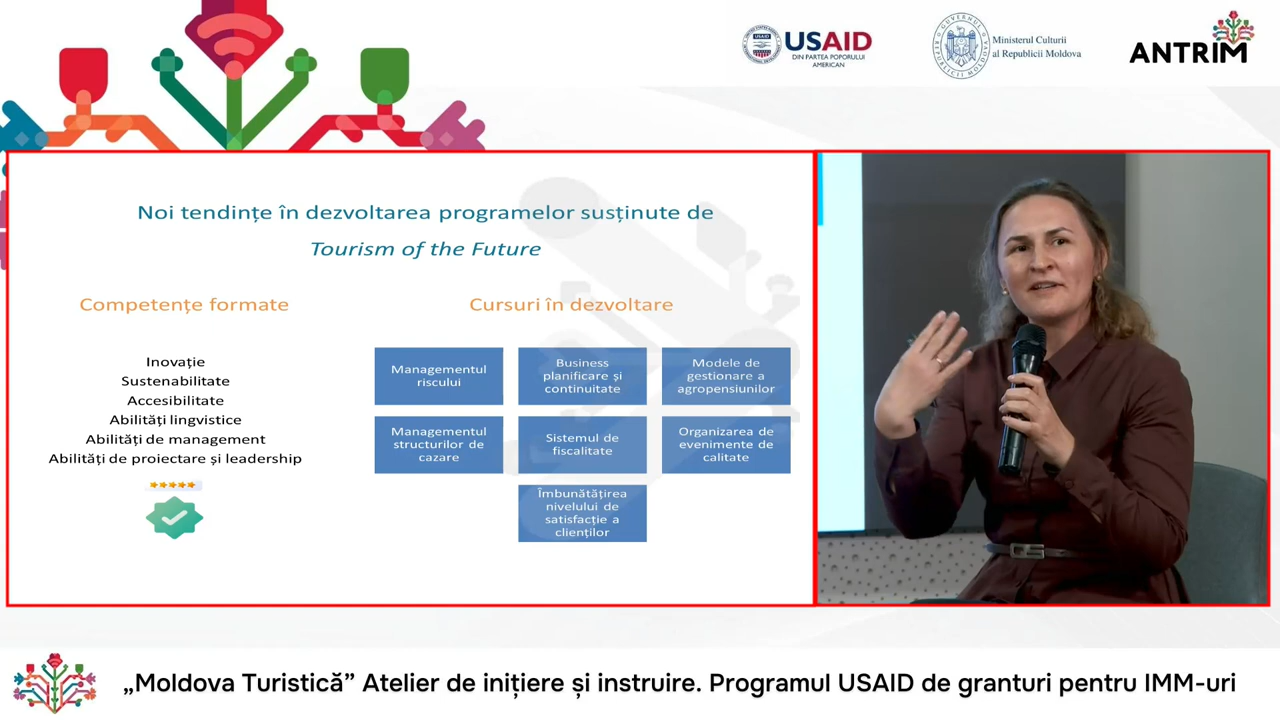 USAID
DIN PARTEA POPORULUI
AMERICAN
Ministerul Culturii
al Republicii Moldova
ANTRIM
Noi tendințe în dezvoltarea programelor susținute de
Tourism of the Future
Competențe formate
Inovație
Sustenabilitate
Accesibilitate
Abilități lingvistice
Abilități de management
Abilități de proiectare și leadership
Cursuri în dezvoltare
Managementul
riscului
Business
planificare și
continuitate
Modele de
gestionare a
agropensiunilor
Managementul
structurilor de
cazare
Sistemul de
fiscalitate
Organizarea de
evenimente de
calitate
Îmbunătățirea
nivelului de
satisfacție a
clienților
„Moldova Turistică” Atelier de inițiere și instruire. Programul USAID de granturi pentru IMM-uri